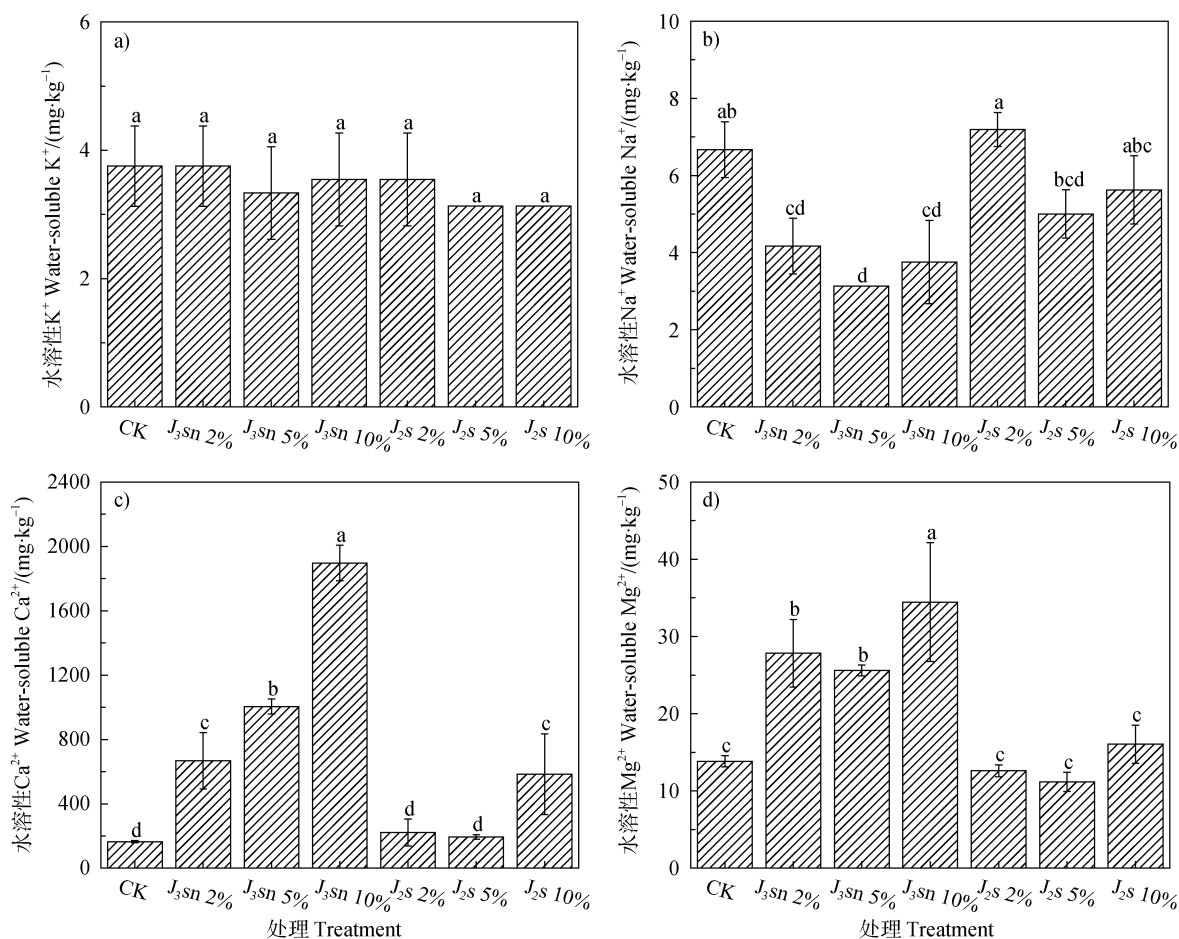 a)
水溶性K⁺ Water-soluble K⁺/(mg·kg⁻¹)
6
4
2
0
a a a a a a a
CK J₃sn 2% J₃sn 5% J₃sn 10% J₂s 2% J₂s 5% J₂s 10%
b)
水溶性Na⁺ Water-soluble Na⁺/(mg·kg⁻¹)
10
8
6
4
2
0
ab cd d cd a bcd abc
CK J₃sn 2% J₃sn 5% J₃sn 10% J₂s 2% J₂s 5% J₂s 10%
c)
水溶性Ca²⁺ Water-soluble Ca²⁺/(mg·kg⁻¹)
2400
2000
1600
1200
800
400
0
d c b a d d c
CK J₃sn 2% J₃sn 5% J₃sn 10% J₂s 2% J₂s 5% J₂s 10%
处理 Treatment
d)
水溶性Mg²⁺ Water-soluble Mg²⁺/(mg·kg⁻¹)
50
40
30
20
10
0
c b b a c c c
CK J₃sn 2% J₃sn 5% J₃sn 10% J₂s 2% J₂s 5% J₂s 10%
处理 Treatment